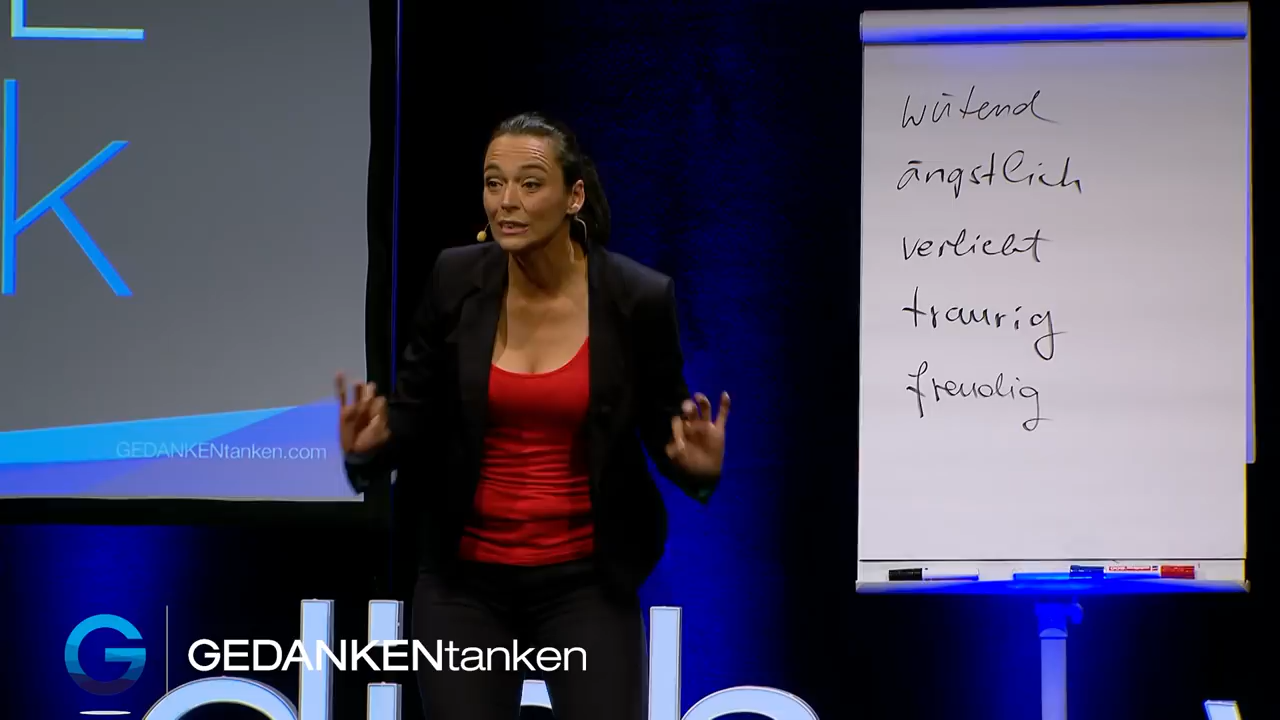 K
wütend
ängstlich
verliebt
traurig
freudig
GEDANKENtanken.com
GEDANKENtanken